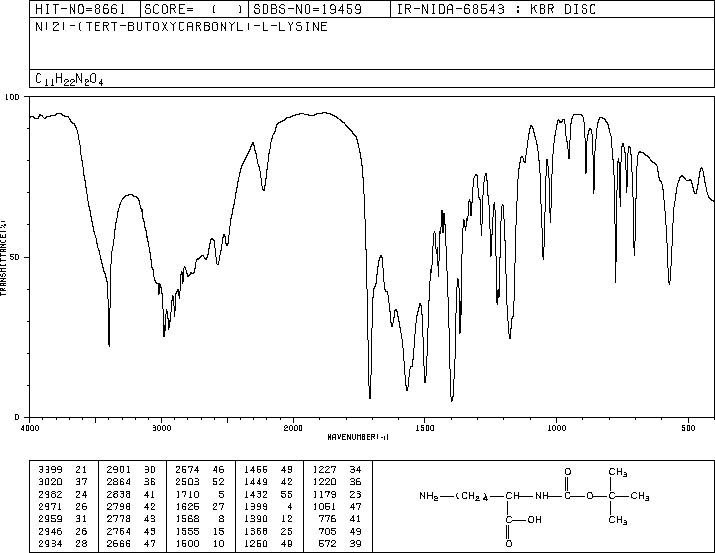 HIT-NO=8661 SCORE= ( ) SDBS-NO=19459 IR-NIDA-68543 : KBR DISC
N(2)-(TERT-BUTOXYCARBONYL)-L-LYSINE
C11H22N2O4
100
TRANSMITTANCE(%)
50
0
4000 3000 2000 1500 1000 500
WAVENUMBER(-1)
3399 21 2901 30 2574 46 1466 49 1227 34
3020 37 2864 36 2503 52 1449 42 1220 36
2982 24 2838 41 1710 5 1432 55 1179 23
2971 26 2798 42 1625 27 1399 4 1051 47
2959 31 2778 43 1568 8 1390 12 776 41
2946 26 2764 43 1555 15 1368 25 705 49
2934 28 2666 47 1500 10 1250 49 572 39
O CH3
NH2 (CH2)4 CH NH C O C CH3
C OH CH3
O